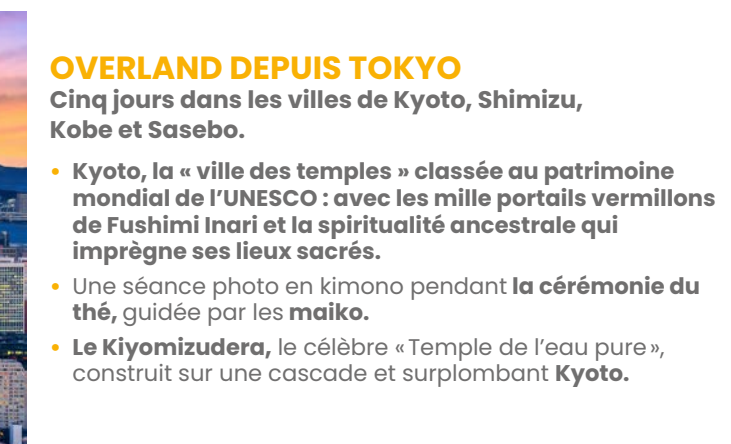 OVERLAND DEPUIS TOKYO
Cinq jours dans les villes de Kyoto, Shimizu,
Kobe et Sasebo.
• Kyoto, la « ville des temples » classée au patrimoine
mondial de l’UNESCO : avec les mille portails vermillons
de Fushimi Inari et la spiritualité ancestrale qui
imprègne ses lieux sacrés.
• Une séance photo en kimono pendant la cérémonie du
thé, guidée par les maiko.
• Le Kiyomizudera, le célèbre « Temple de l’eau pure »,
construit sur une cascade et surplombant Kyoto.